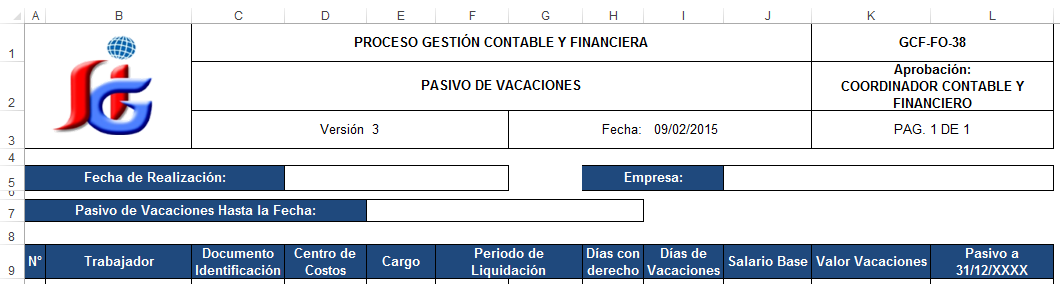 A B C D E F G H I J K L
1 PROCESO GESTIÓN CONTABLE Y FINANCIERA GCF-FO-38
2 PASIVO DE VACACIONES Aprobación:
COORDINADOR CONTABLE Y
FINANCIERO
3 Versión 3 Fecha: 09/02/2015 PAG. 1 DE 1
4
5 Fecha de Realización: Empresa:
6
7 Pasivo de Vacaciones Hasta la Fecha:
8
9 N° Trabajador Documento Identificación Centro de Costos Cargo Periodo de Liquidación Días con derecho Días de Vacaciones Salario Base Valor Vacaciones Pasivo a 31/12/XXXX